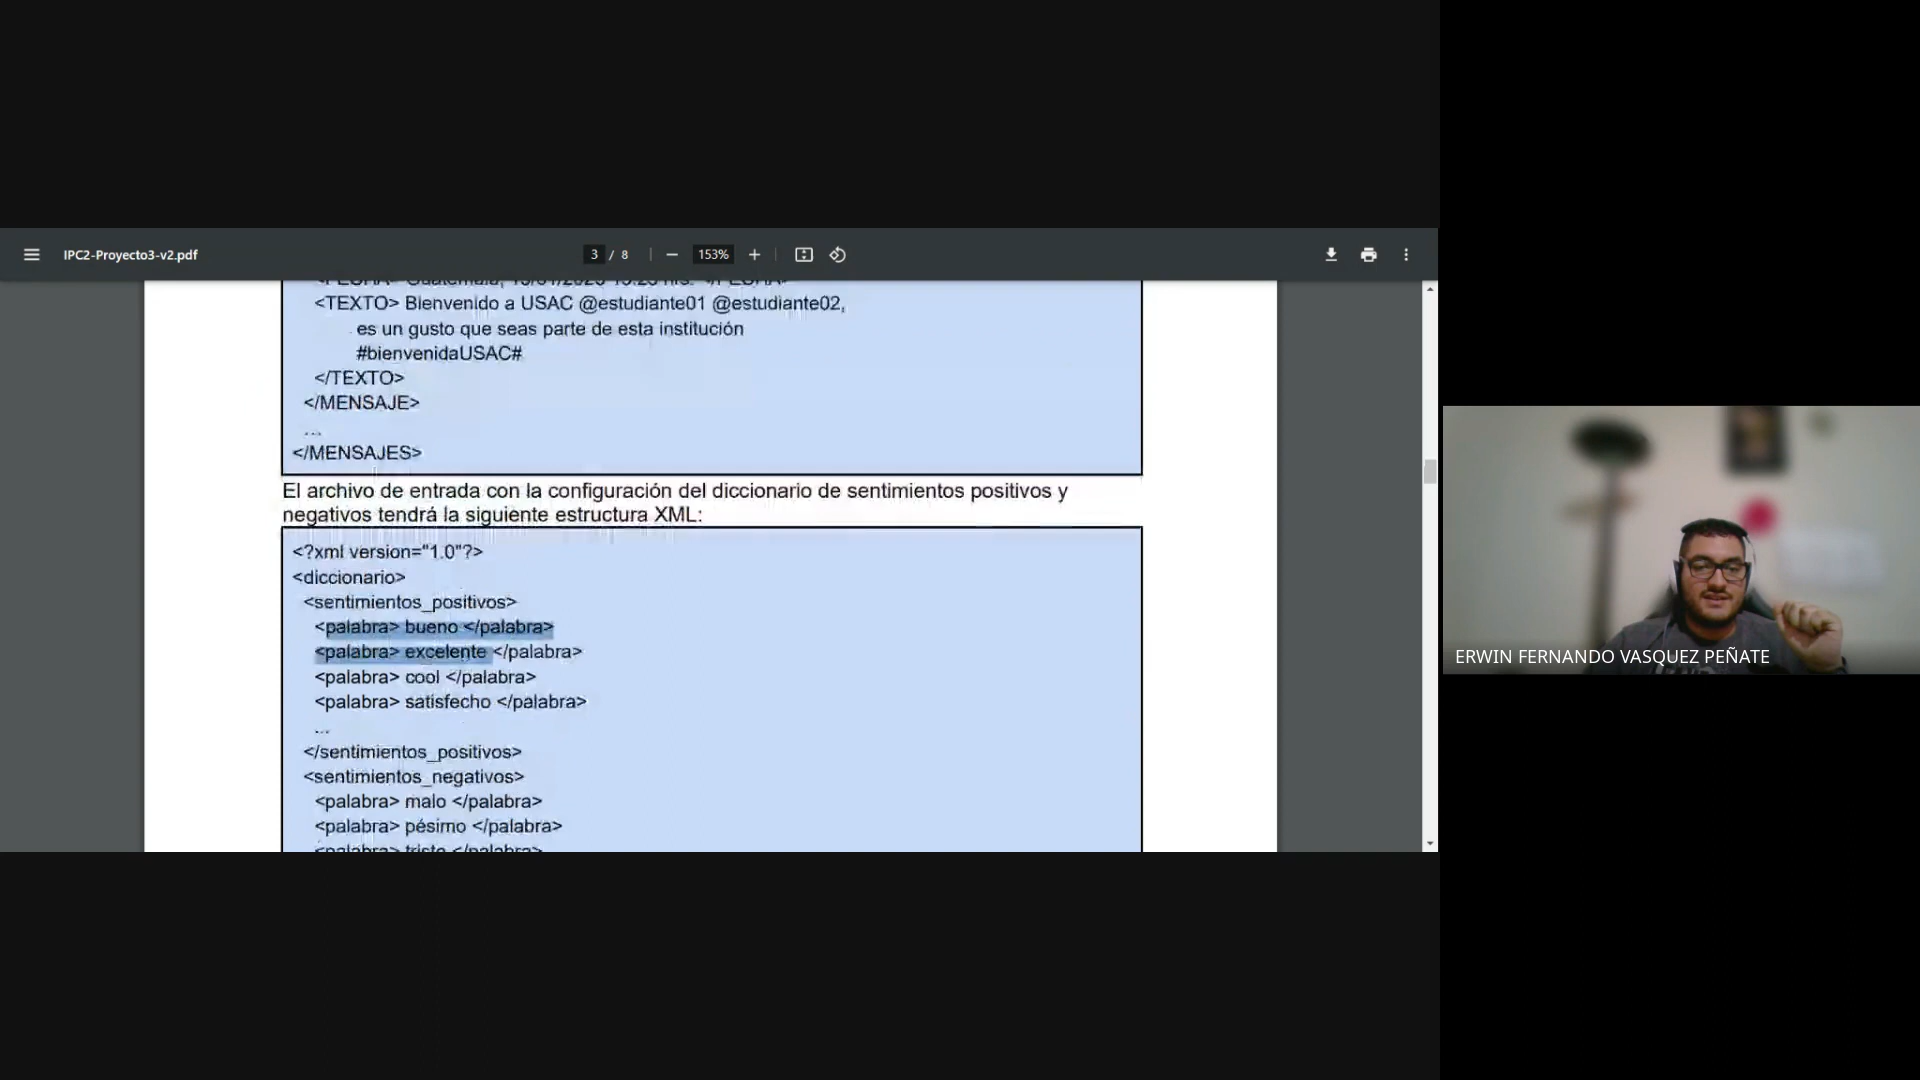 IPC2-Proyecto3-v2.pdf
3 / 8
153%
<TEXTO> Bienvenido a USAC @estudiante01 @estudiante02,
es un gusto que seas parte de esta institución
#bienvenidaUSAC#
</TEXTO>
</MENSAJE>
...
</MENSAJES>
El archivo de entrada con la configuración del diccionario de sentimientos positivos y
negativos tendrá la siguiente estructura XML:
<?xml version="1.0"?>
<diccionario>
<sentimientos_positivos>
<palabra> bueno </palabra>
<palabra> excelente </palabra>
<palabra> cool </palabra>
<palabra> satisfecho </palabra>
...
</sentimientos_positivos>
<sentimientos_negativos>
<palabra> malo </palabra>
<palabra> pésimo </palabra>
<palabra> triste </palabra>
ERWIN FERNANDO VASQUEZ PEÑATE